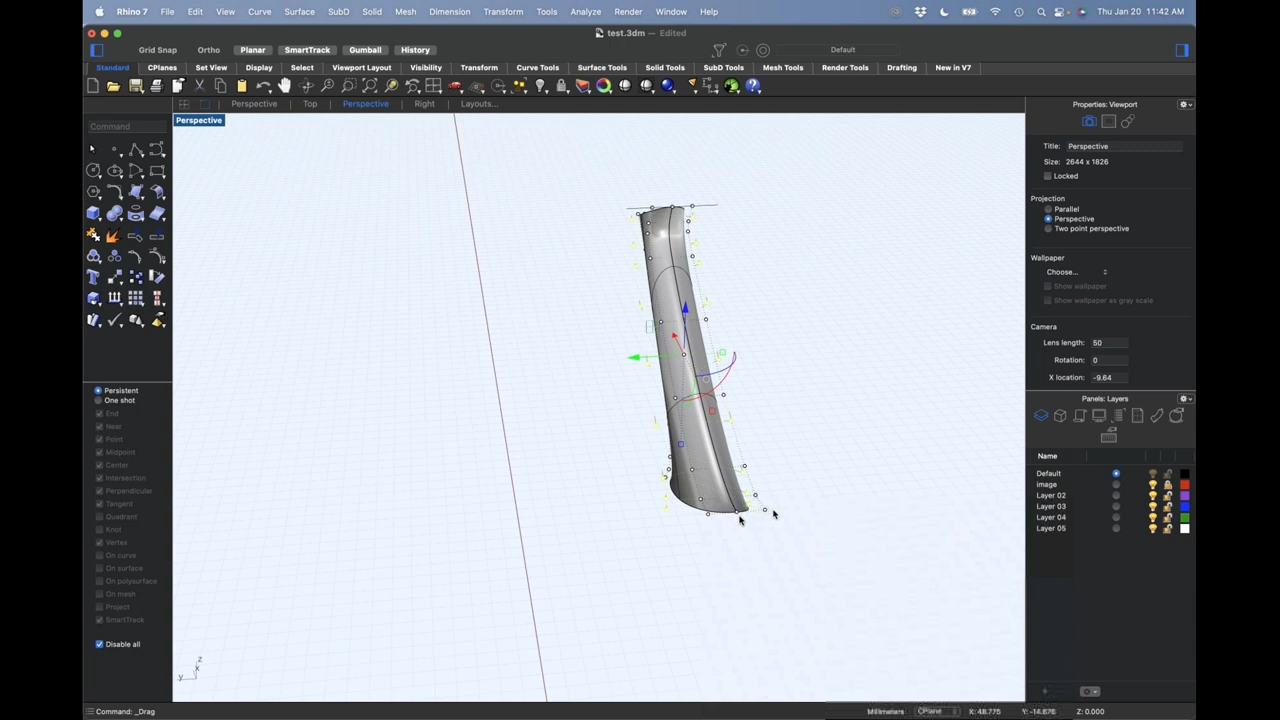 Rhino 7 File Edit View Curve Surface SubD Solid Mesh Dimension Transform Tools Analyze Render Window Help Thu Jan 20 11:42 AM
test.3dm — Edited
Grid Snap Ortho Planar SmartTrack Gumball History Default
Standard CPlanes Set View Display Select Viewport Layout Visibility Transform Curve Tools Surface Tools Solid Tools SubD Tools Mesh Tools Render Tools Drafting New in V7
Perspective Top Perspective Right Layouts...
Properties: Viewport
Perspective
Command
Title: Perspective
Size: 2644 x 1826
Locked
Projection
Parallel
Perspective
Two point perspective
Wallpaper
Choose...
Show wallpaper
Show wallpaper as gray scale
Camera
Lens length: 50
Rotation: 0
X location: -9.64
Panels: Layers
Name
Default
image
Layer 02
Layer 03
Layer 04
Layer 05
Persistent
One shot
End
Near
Point
Midpoint
Center
Intersection
Perpendicular
Tangent
Quadrant
Knot
Vertex
On curve
On surface
On polysurface
On mesh
Project
SmartTrack
Disable all
z
x
y
Command: _Drag
Millimeters CPlane X: 48.775 Y: -14.676 Z: 0.000